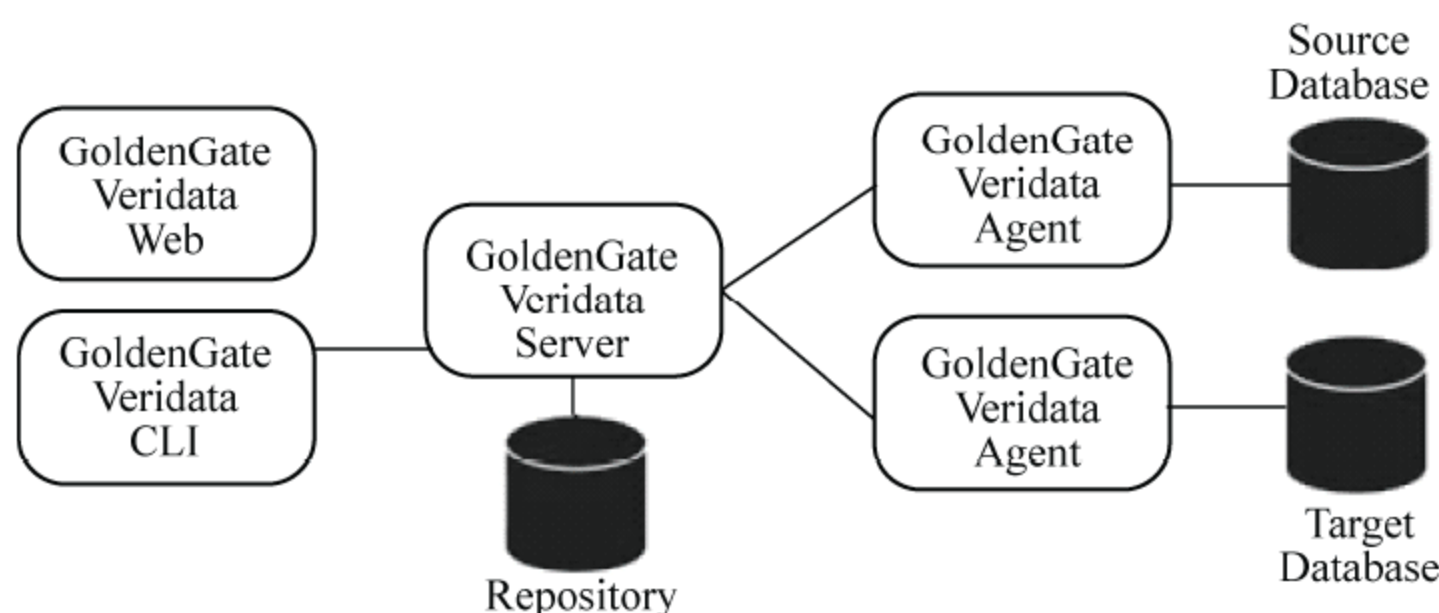 GoldenGate
Veridata
Web
GoldenGate
Veridata
CLI
GoldenGate
Veridata
Server
Repository
GoldenGate
Veridata
Agent
GoldenGate
Veridata
Agent
Source
Database
Target
Database